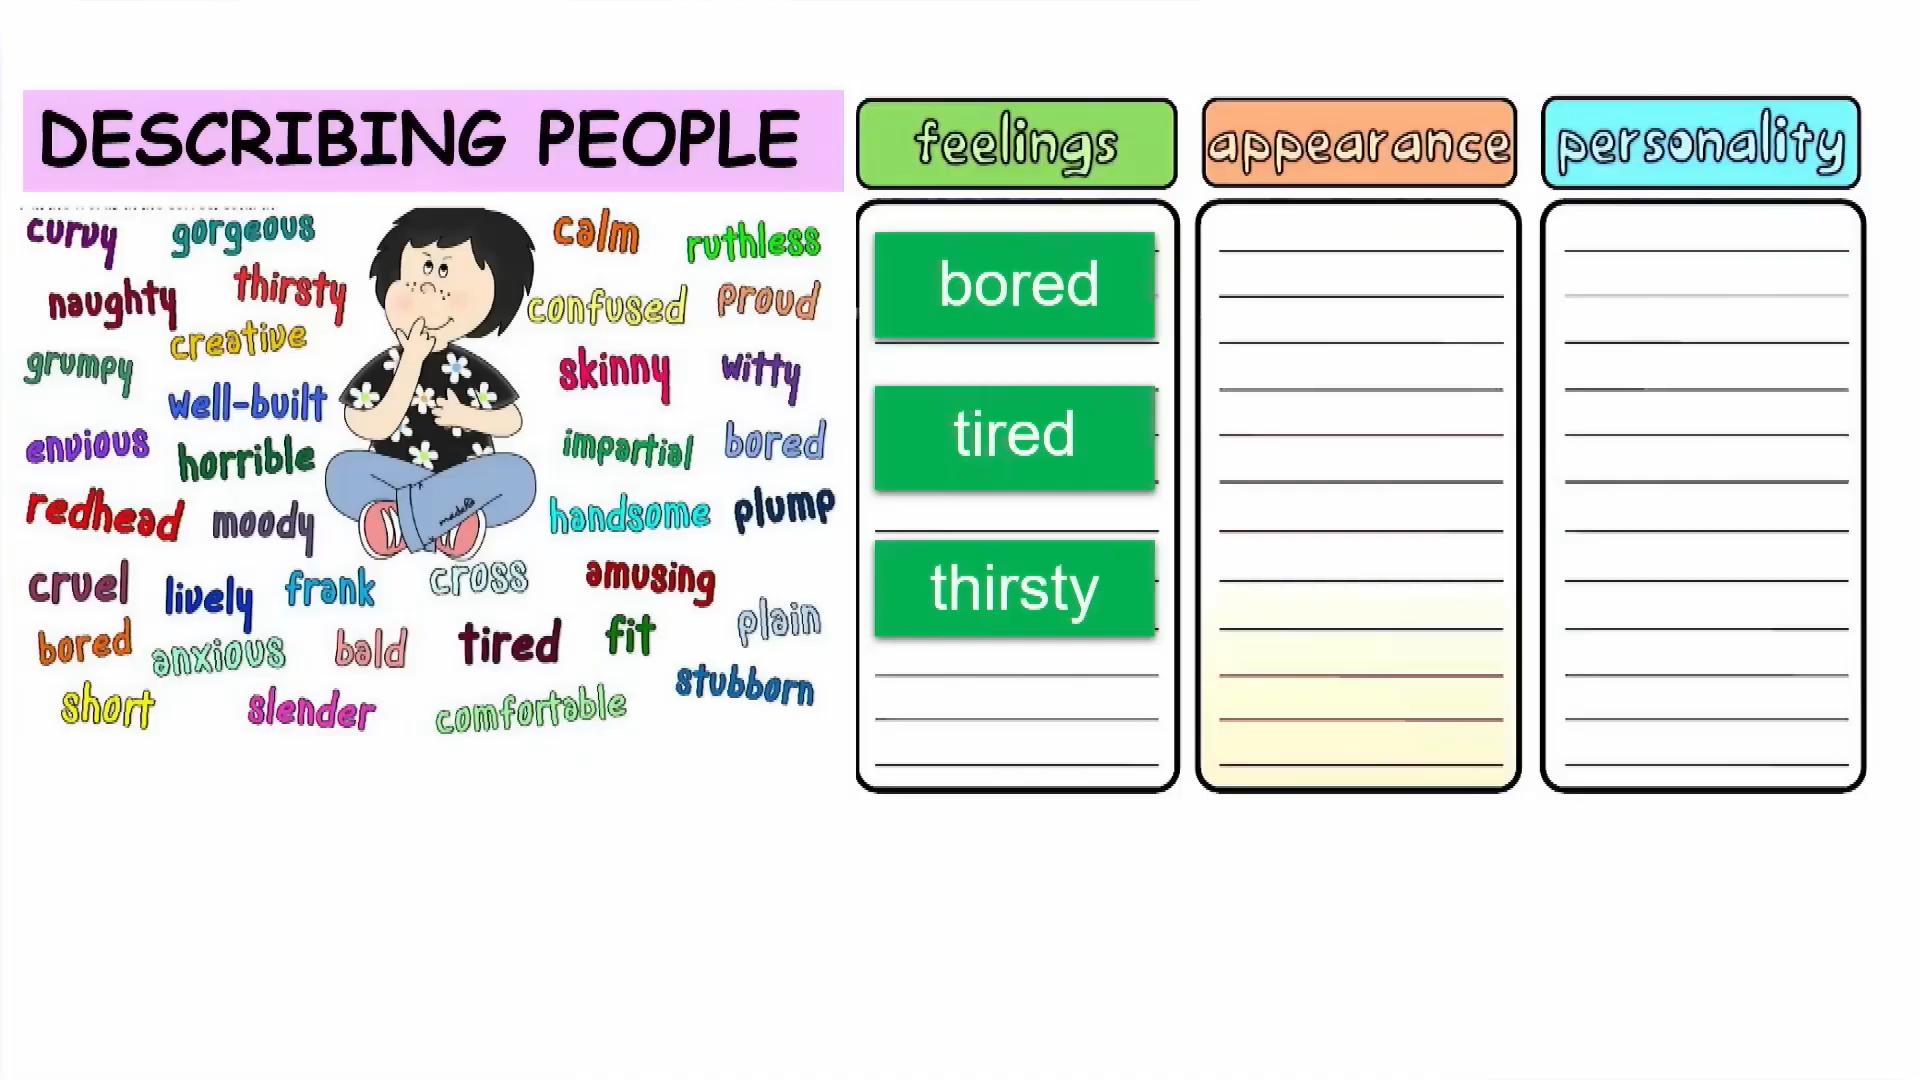 DESCRIBING PEOPLE
curvy gorgeous calm ruthless
naughty thirsty confused proud
creative
grumpy skinny witty
well-built
envious horrible impartial bored
redhead moody handsome plump
cruel lively frank cross amusing
bored anxious bald tired fit plain
short slender comfortable stubborn
feelings
bored
tired
thirsty
appearance
personality